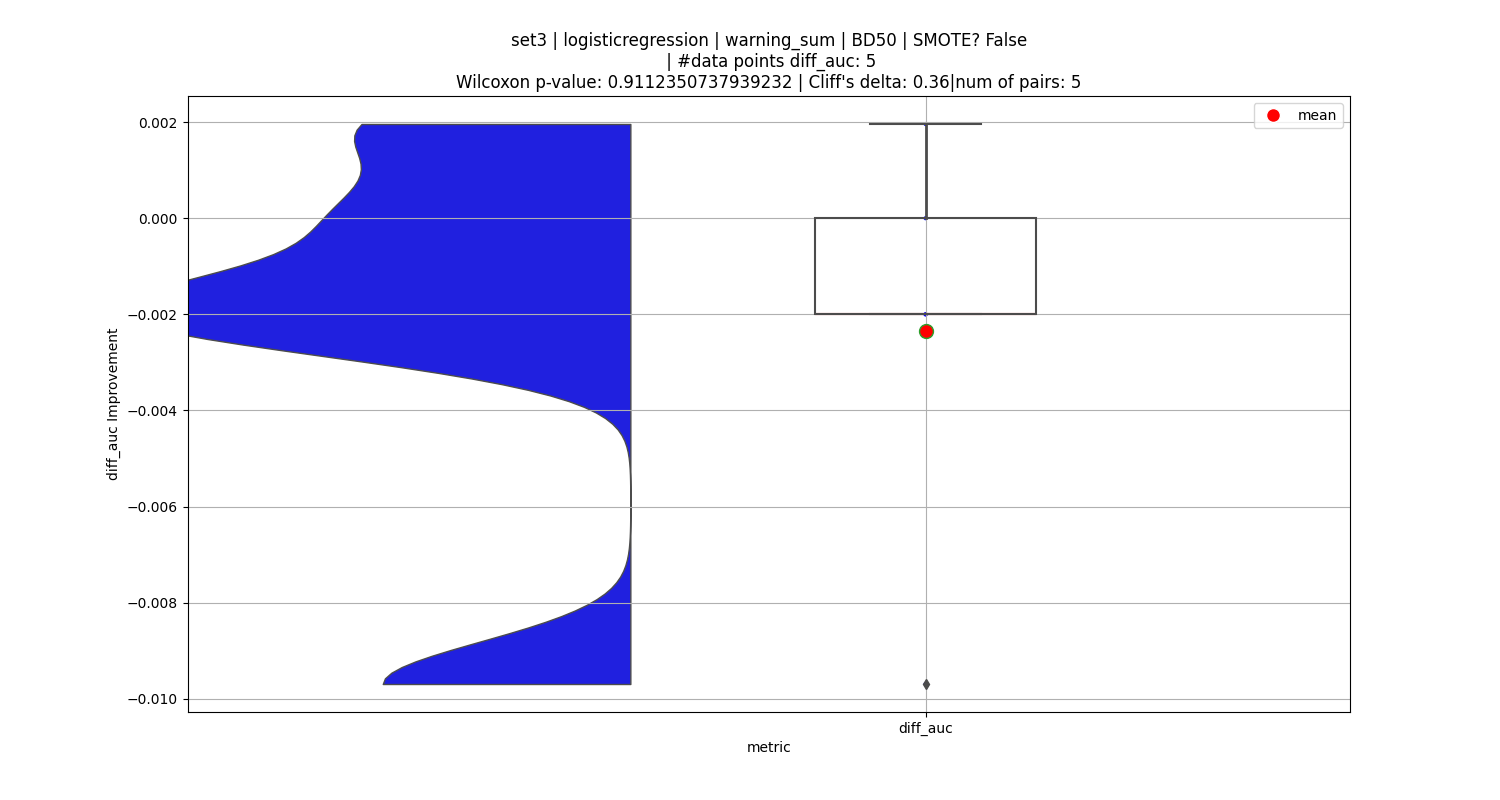 set3 | logisticregression | warning_sum | BD50 | SMOTE? False
| #data points diff_auc: 5
Wilcoxon p-value: 0.9112350737939232 | Cliff's delta: 0.36|num of pairs: 5
mean
0.002
0.000
−0.002
−0.004
−0.006
−0.008
−0.010
diff_auc Improvement
diff_auc
metric